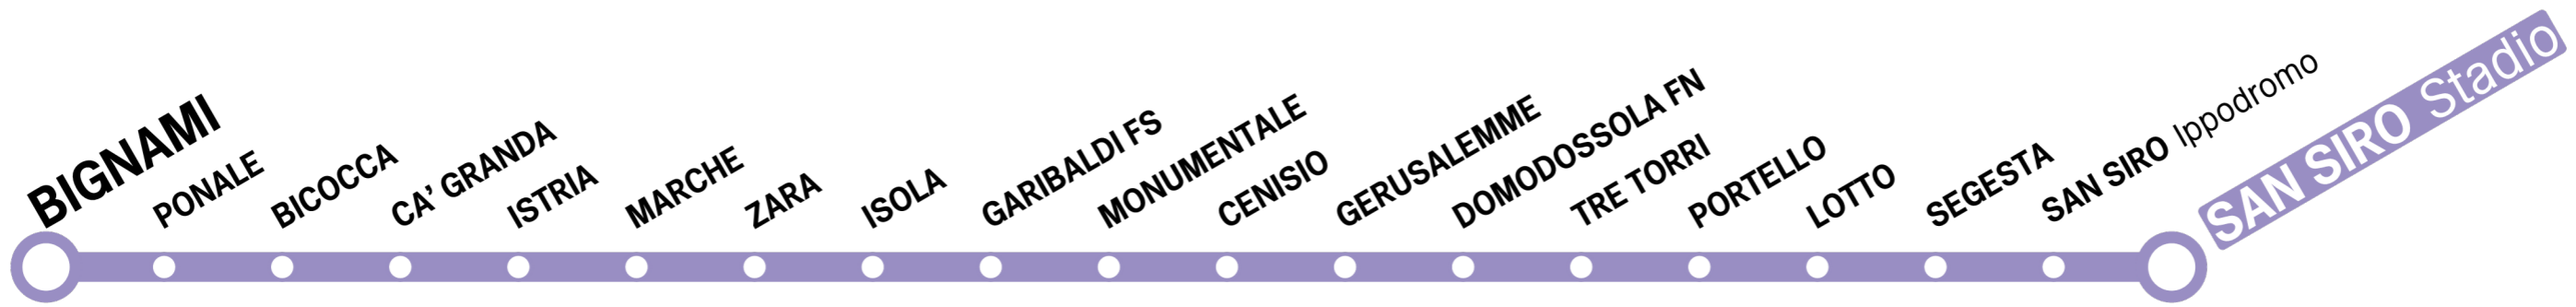 BIGNAMI
PONALE
BICOCCA
CA’ GRANDA
ISTRIA
MARCHE
ZARA
ISOLA
GARIBALDI FS
MONUMENTALE
CENISIO
GERUSALEMME
DOMODOSSOLA FN
TRE TORRI
PORTELLO
LOTTO
SEGESTA
SAN SIRO Ippodromo
SAN SIRO Stadio